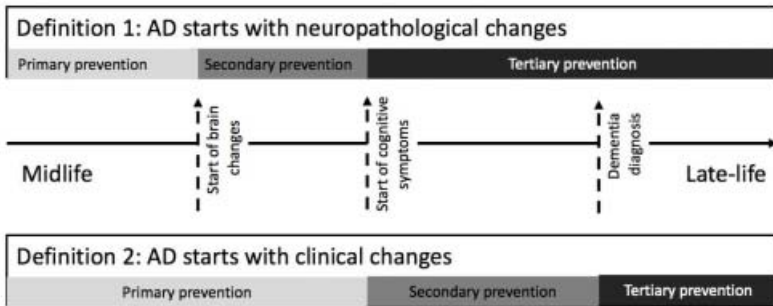 Definition 1: AD starts with neuropathological changes
Primary prevention
Secondary prevention
Tertiary prevention
Start of brain
changes
Start of cognitive
symptoms
Dementia
diagnosis
Midlife
Late-life
Definition 2: AD starts with clinical changes
Primary prevention
Secondary prevention
Tertiary prevention